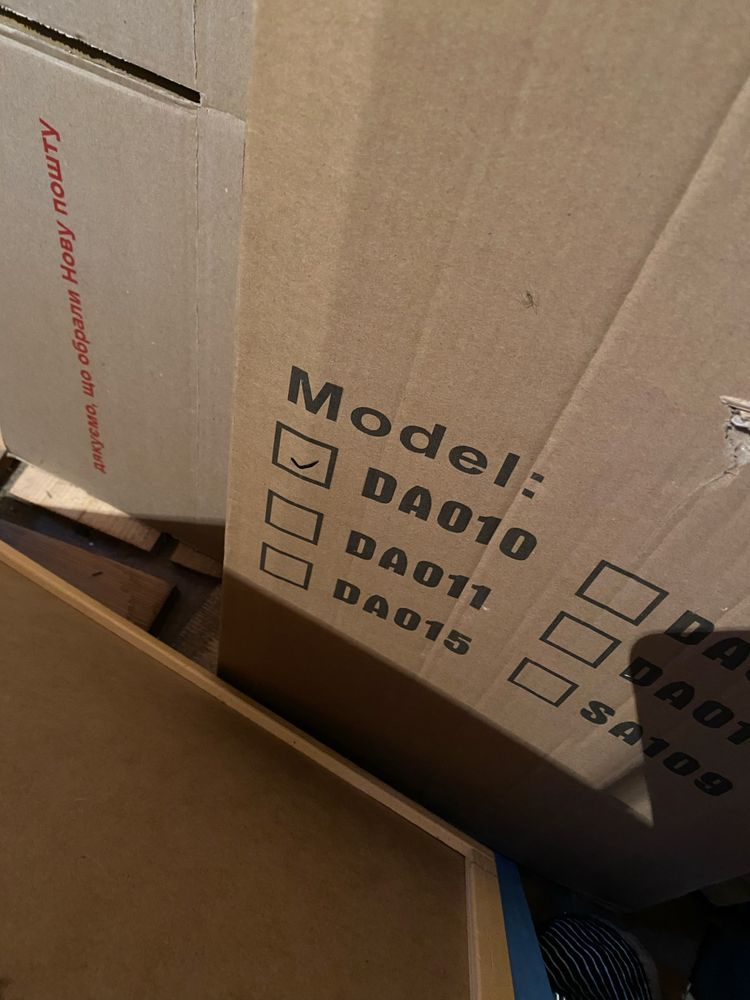 дякуємо, що обрали Нову пошту
Model:
DA010
DA011
DA015
SA109